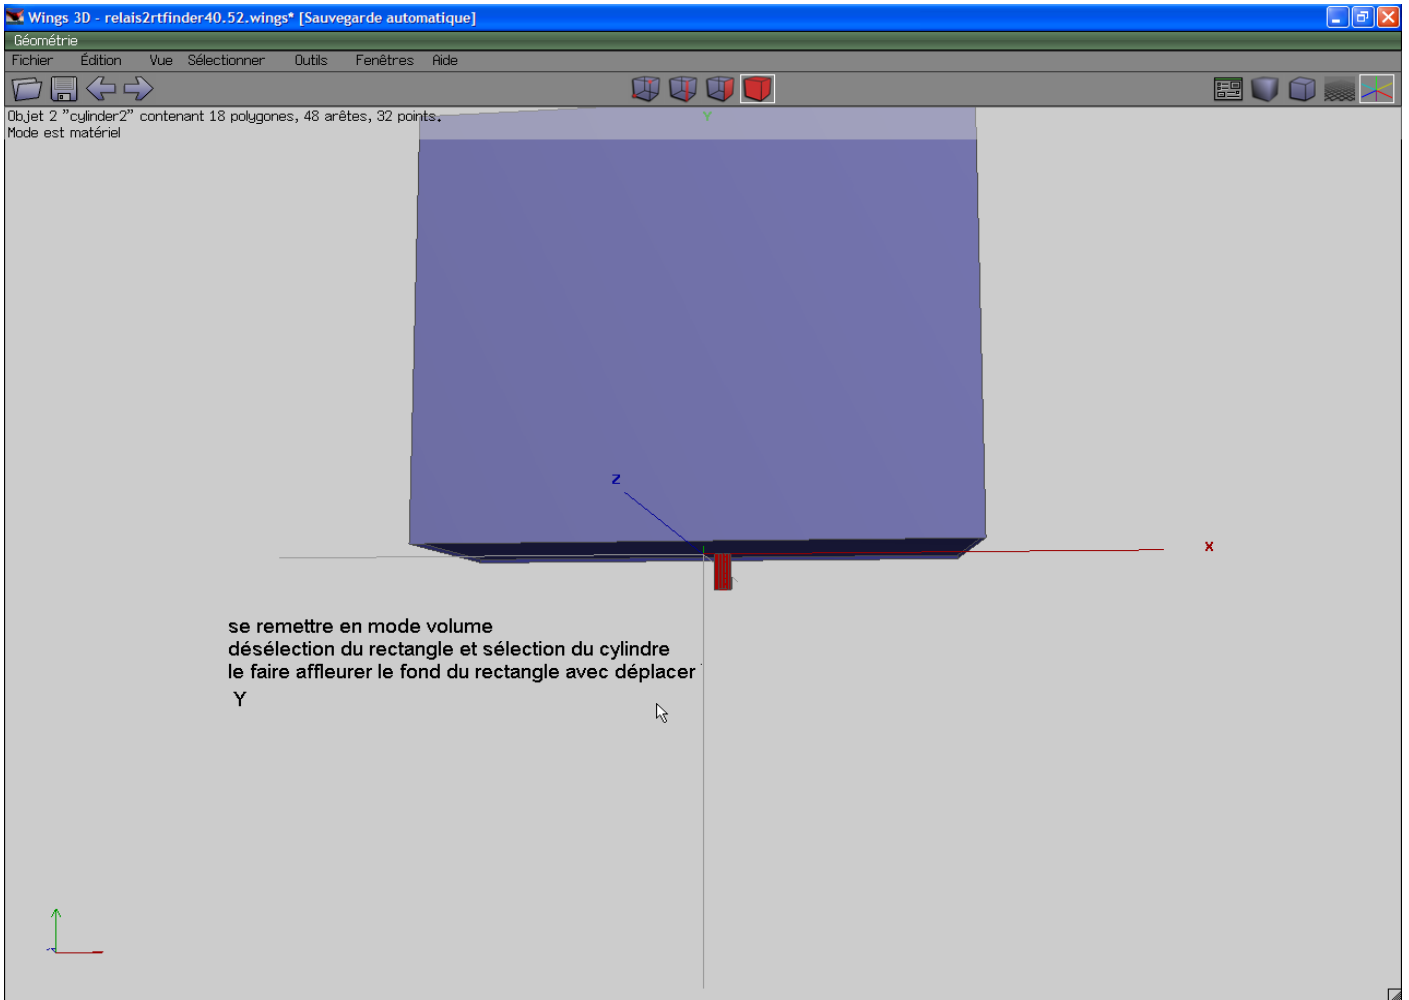 Wings 3D - relais2rtfinder40.52.wings* [Sauvegarde automatique]
Géométrie
Fichier Édition Vue Sélectionner Outils Fenêtres Aide
Objet 2 "cylinder2" contenant 18 polygones, 48 arêtes, 32 points.
Mode est matériel
Y
Z
X
se remettre en mode volume
désélection du rectangle et sélection du cylindre
le faire affleurer le fond du rectangle avec déplacer
Y